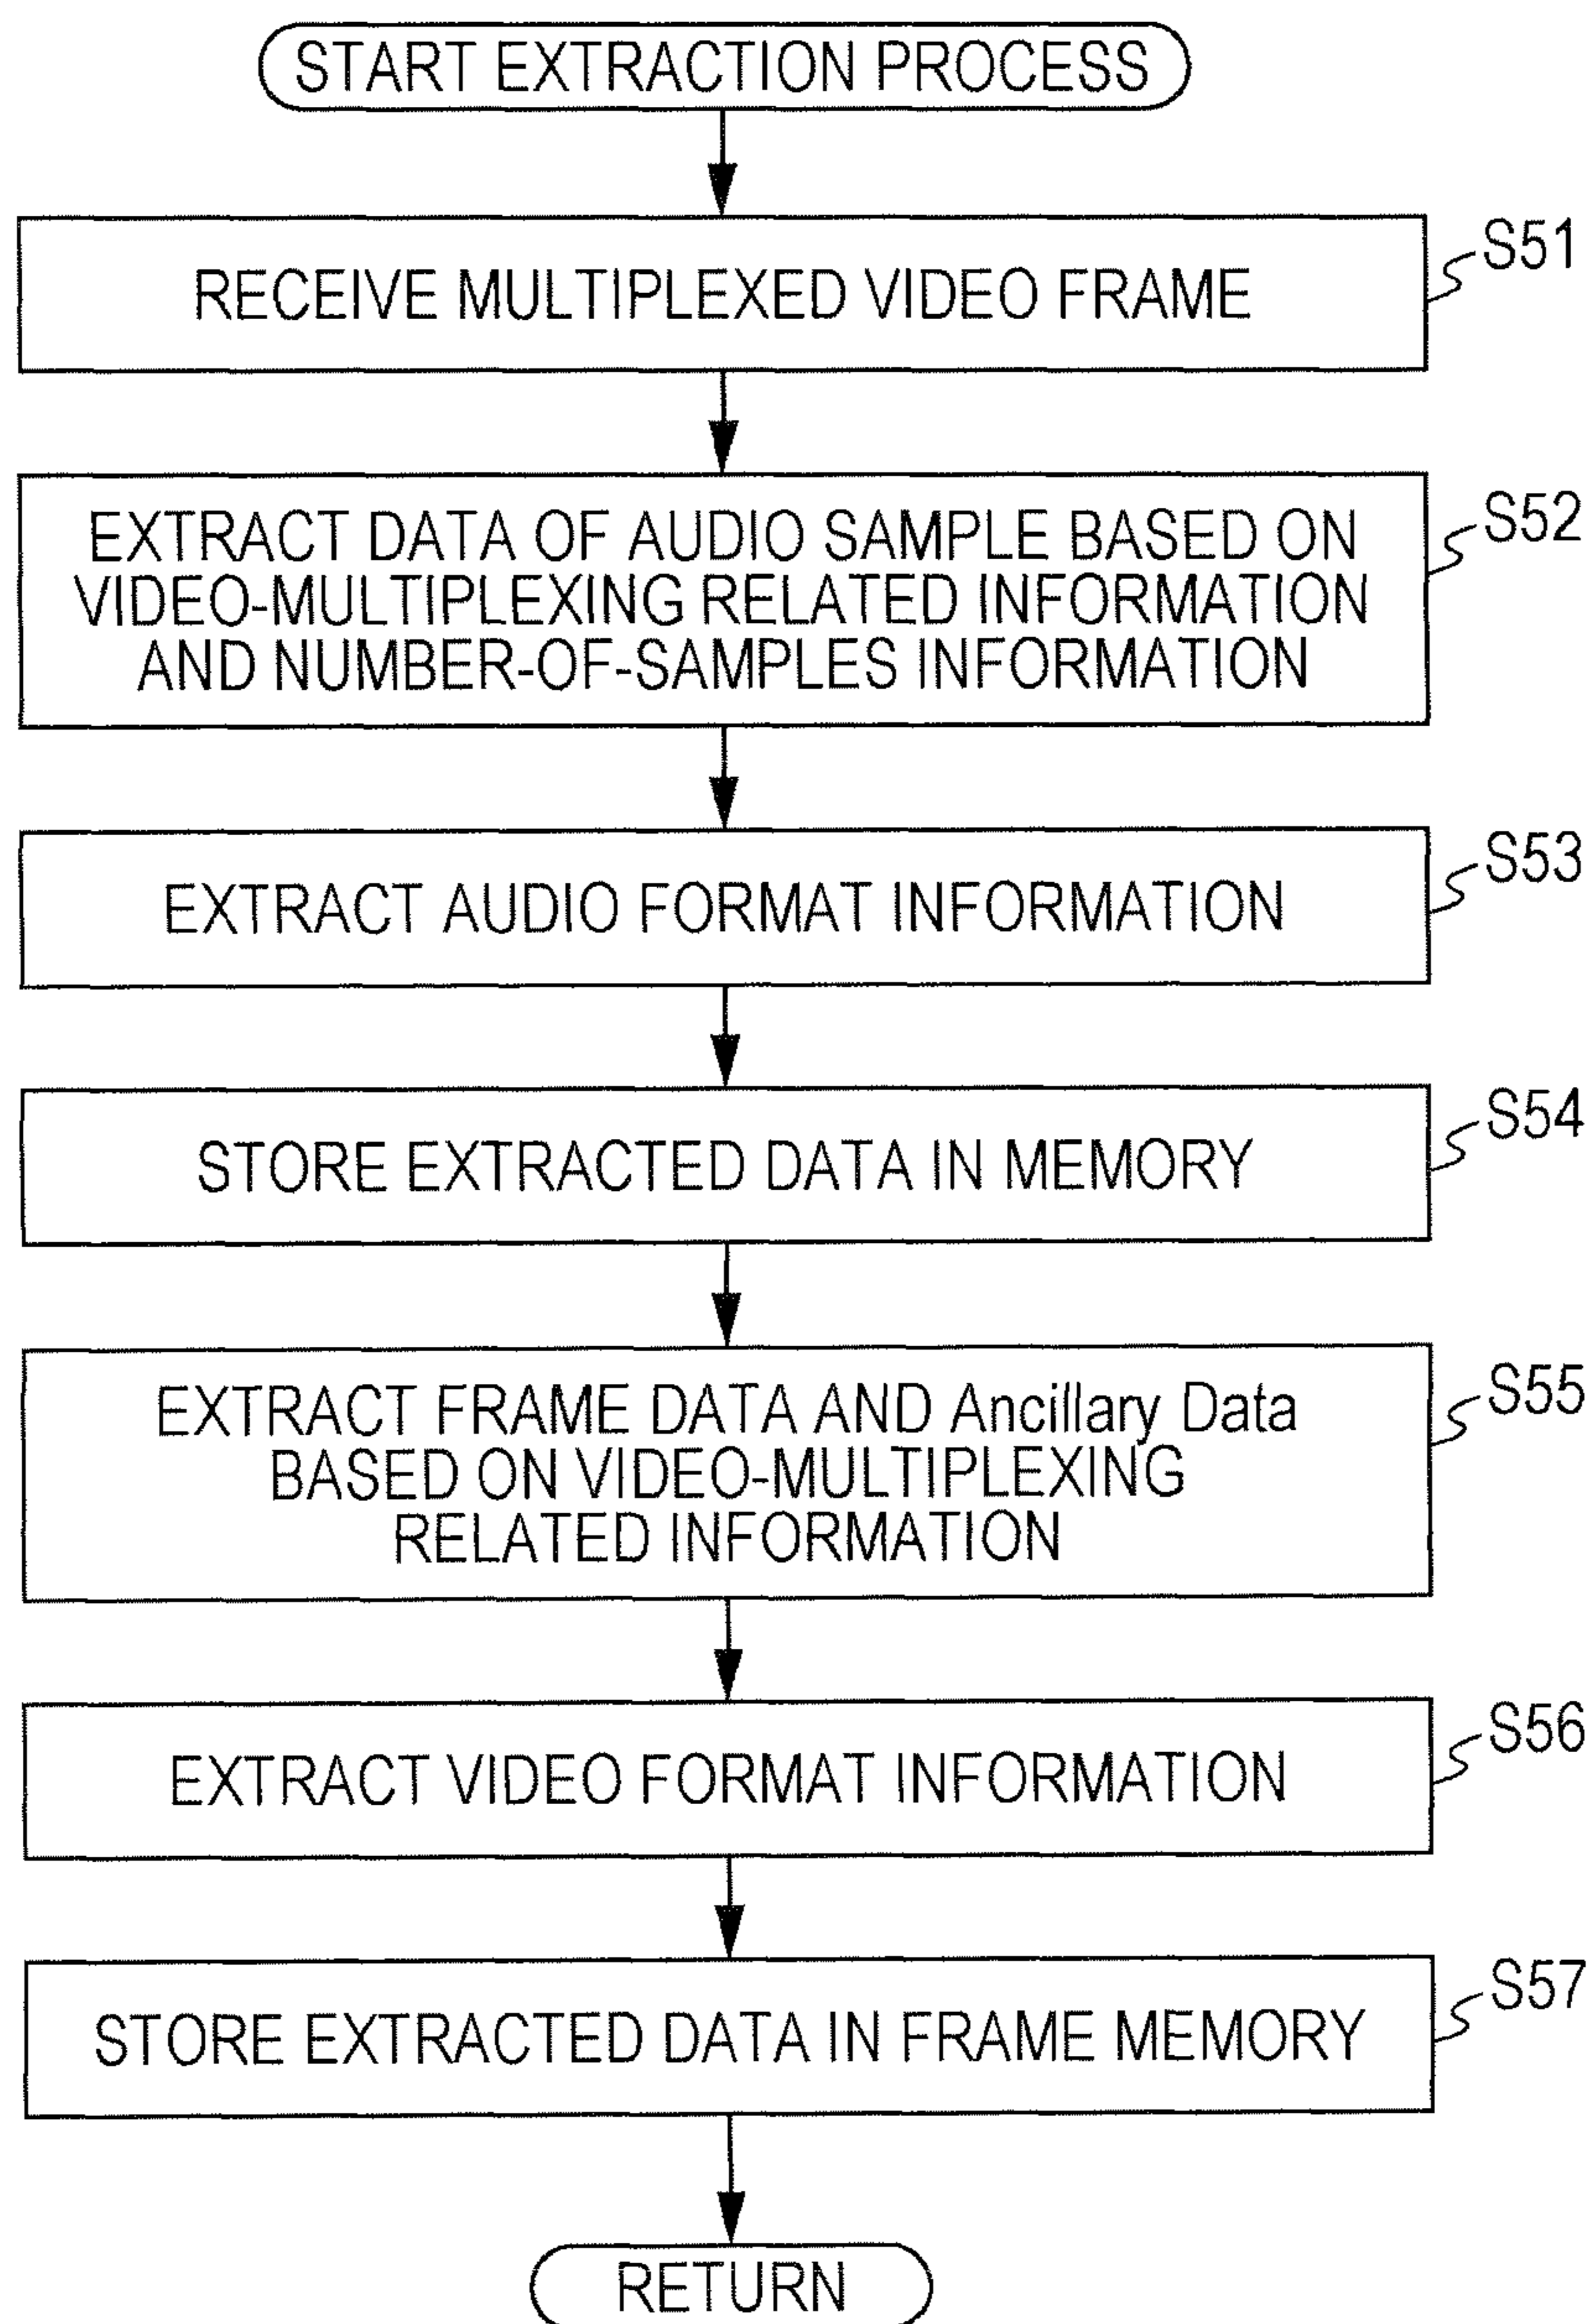 START EXTRACTION PROCESS
S51
RECEIVE MULTIPLEXED VIDEO FRAME
S52
EXTRACT DATA OF AUDIO SAMPLE BASED ON
VIDEO-MULTIPLEXING RELATED INFORMATION
AND NUMBER-OF-SAMPLES INFORMATION
S53
EXTRACT AUDIO FORMAT INFORMATION
S54
STORE EXTRACTED DATA IN MEMORY
S55
EXTRACT FRAME DATA AND Ancillary Data
BASED ON VIDEO-MULTIPLEXING
RELATED INFORMATION
S56
EXTRACT VIDEO FORMAT INFORMATION
S57
STORE EXTRACTED DATA IN FRAME MEMORY
RETURN